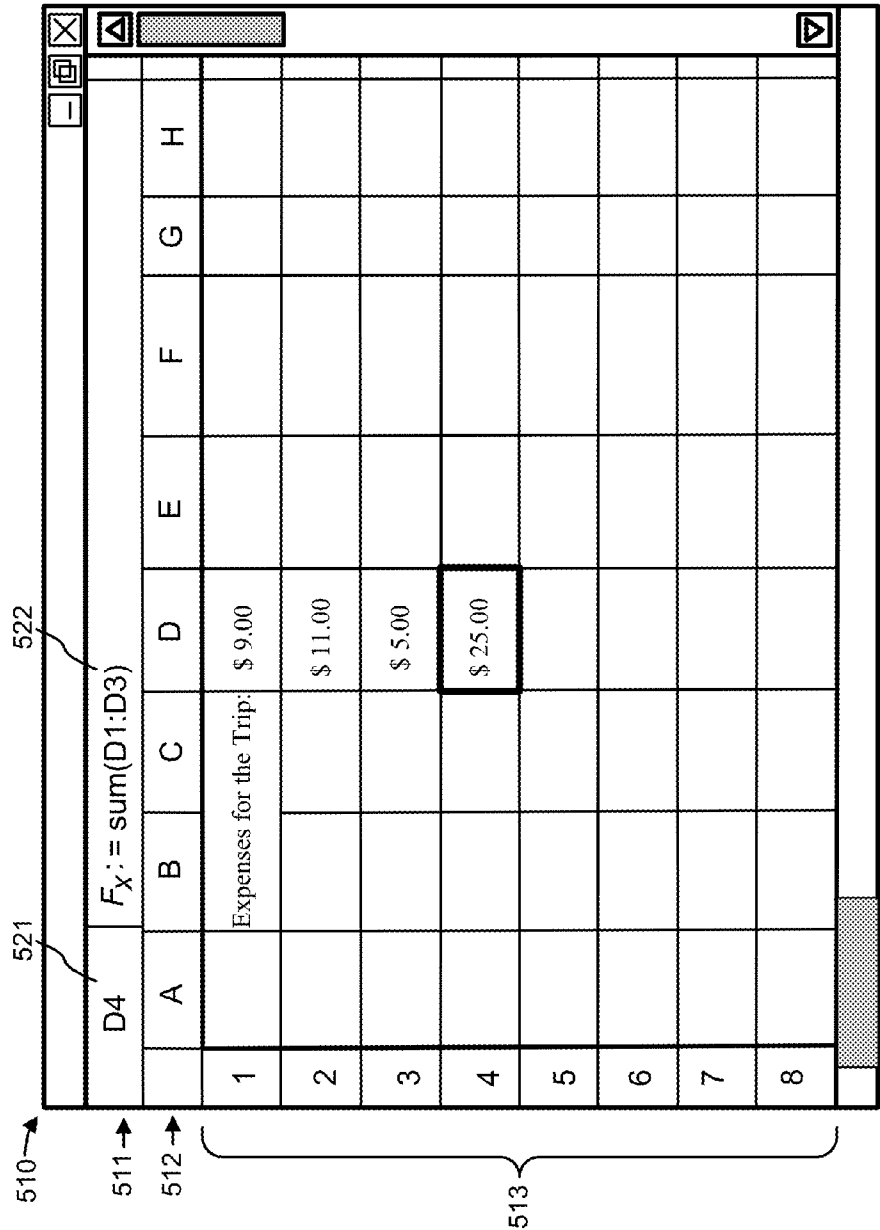 510
521
522
511
D4 Fx := sum(D1:D3)
512
A B C D E F G H
513
1 Expenses for the Trip: $ 9.00
2 $ 11.00
3 $ 5.00
4 $ 25.00
5
6
7
8